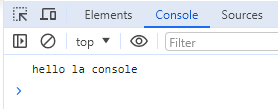 Elements Console Sources
top Filter
hello la console